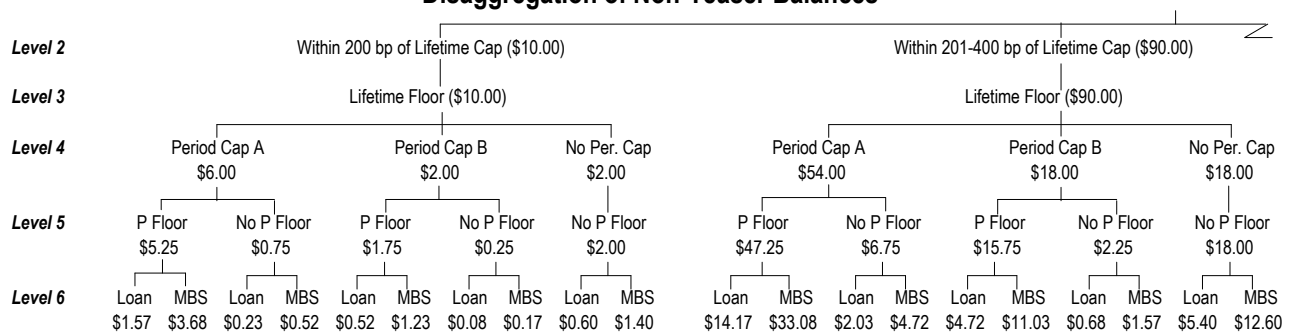 Disaggregation of Non-Teaser Balances
Level 2 Within 200 bp of Lifetime Cap ($10.00) Within 201-400 bp of Lifetime Cap ($90.00)
Level 3 Lifetime Floor ($10.00) Lifetime Floor ($90.00)
Level 4 Period Cap A Period Cap B No Per. Cap Period Cap A Period Cap B No Per. Cap
$6.00 $2.00 $2.00 $54.00 $18.00 $18.00
Level 5 P Floor No P Floor P Floor No P Floor No P Floor P Floor No P Floor P Floor No P Floor No P Floor
$5.25 $0.75 $1.75 $0.25 $2.00 $47.25 $6.75 $15.75 $2.25 $18.00
Level 6 Loan MBS Loan MBS Loan MBS Loan MBS Loan MBS Loan MBS Loan MBS Loan MBS Loan MBS Loan MBS
$1.57 $3.68 $0.23 $0.52 $0.52 $1.23 $0.08 $0.17 $0.60 $1.40 $14.17 $33.08 $2.03 $4.72 $4.72 $11.03 $0.68 $1.57 $5.40 $12.60